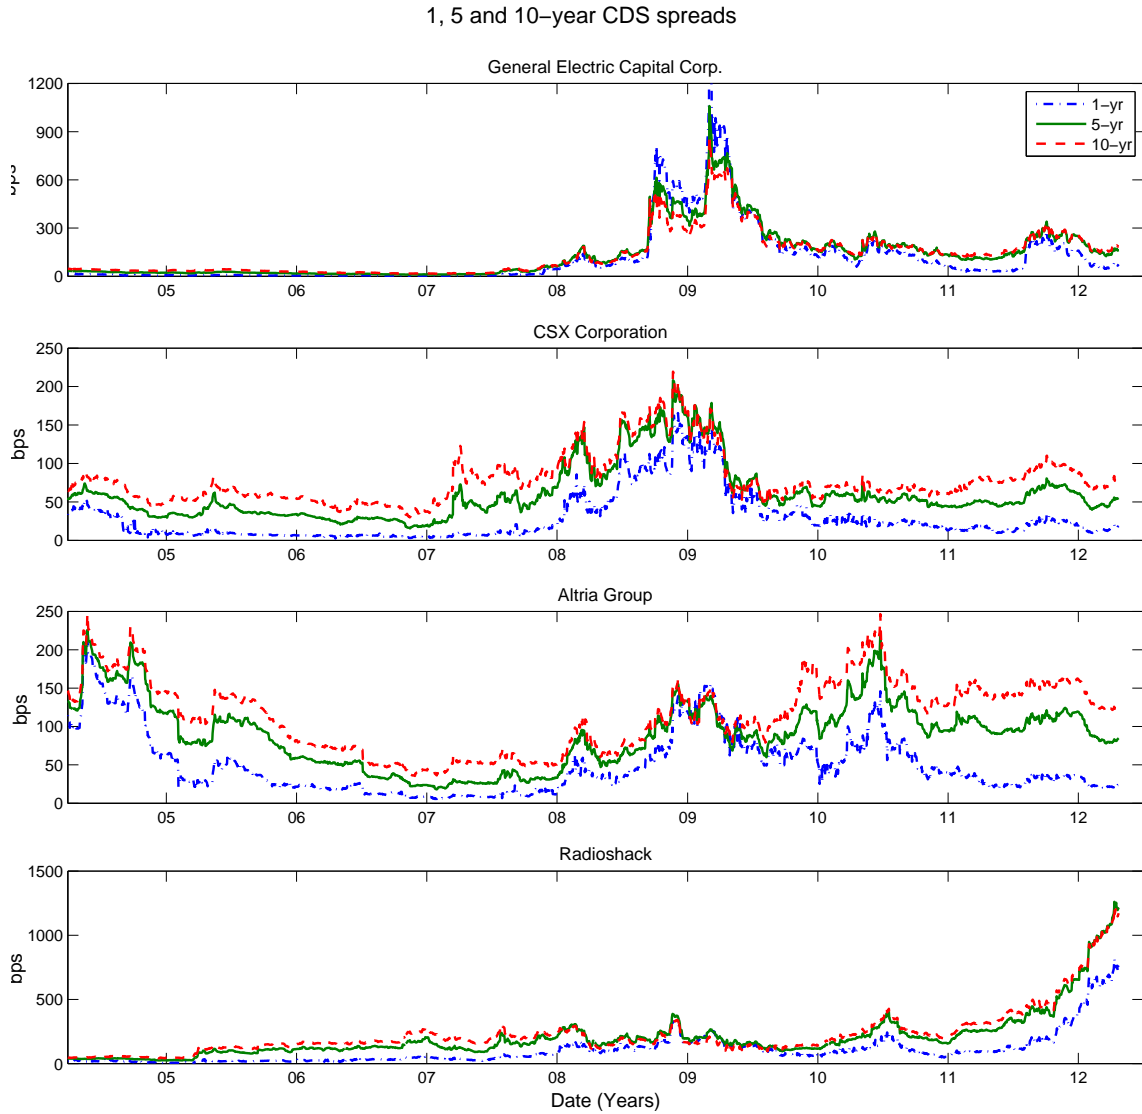 1, 5 and 10−year CDS spreads
General Electric Capital Corp.
1200
900
600
300
0
bps
1−yr
5−yr
10−yr
05 06 07 08 09 10 11 12
CSX Corporation
250
200
150
100
50
0
bps
05 06 07 08 09 10 11 12
Altria Group
250
200
150
100
50
0
bps
05 06 07 08 09 10 11 12
Radioshack
1500
1000
500
0
bps
05 06 07 08 09 10 11 12
Date (Years)